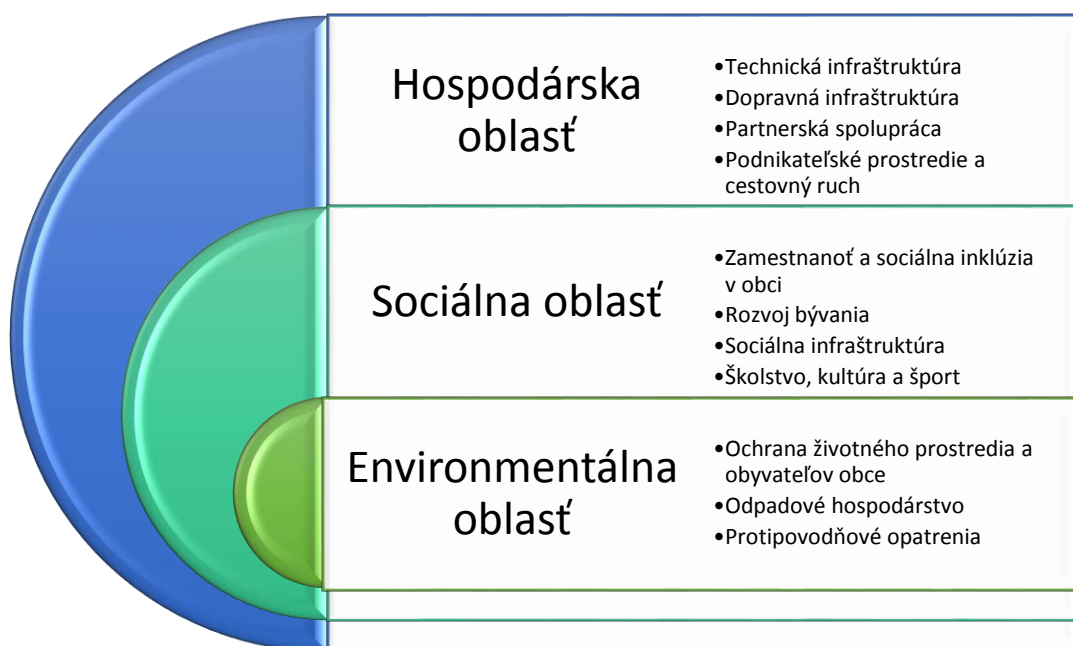 Hospodárska
oblasť
•Technická infraštruktúra
•Dopravná infraštruktúra
•Partnerská spolupráca
•Podnikateľské prostredie a
cestovný ruch
Sociálna oblasť
•Zamestnanoť a sociálna inklúzia
v obci
•Rozvoj bývania
•Sociálna infraštruktúra
•Školstvo, kultúra a šport
Environmentálna
oblasť
•Ochrana životného prostredia a
obyvateľov obce
•Odpadové hospodárstvo
•Protipovodňové opatrenia